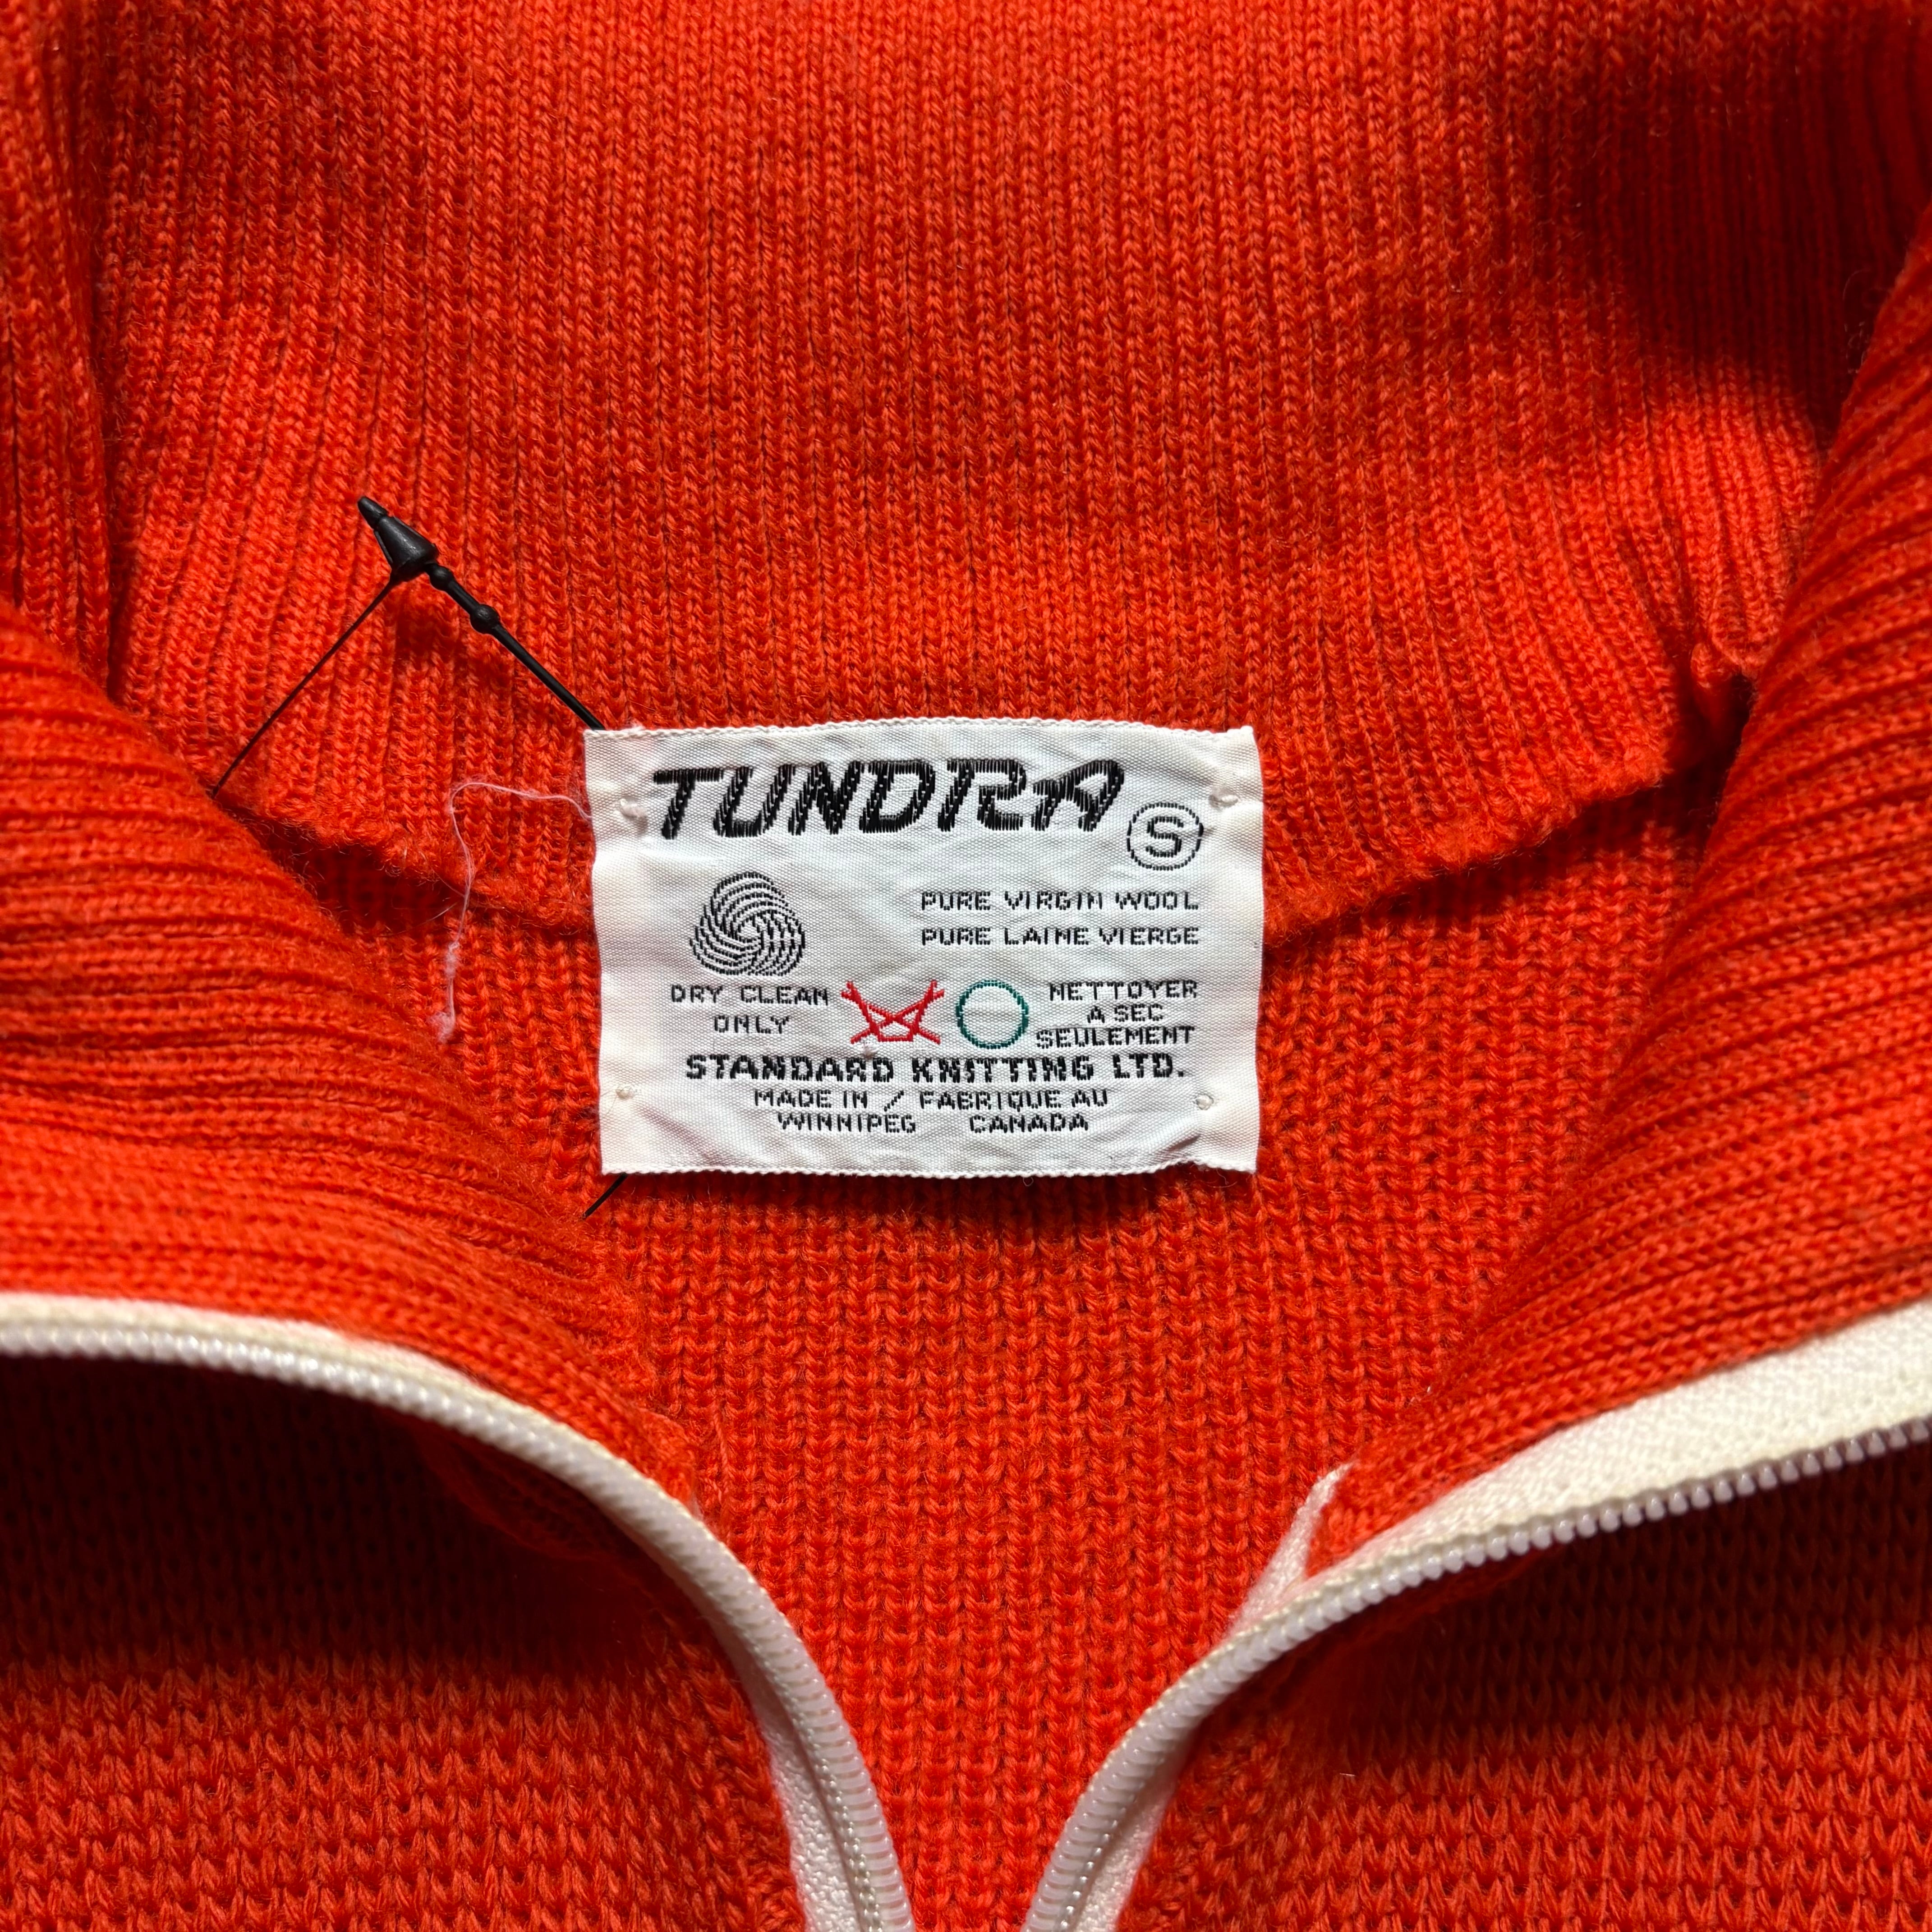 TUNDRA
S
PURE VIRGIN WOOL
PURE LAINE VIERGE
DRY CLEAN
ONLY
NETTOYER
A SEC
SEULEMENT
STANDARD KNITTING LTD.
MADE IN / FABRIQUE AU
WINNIPEG CANADA